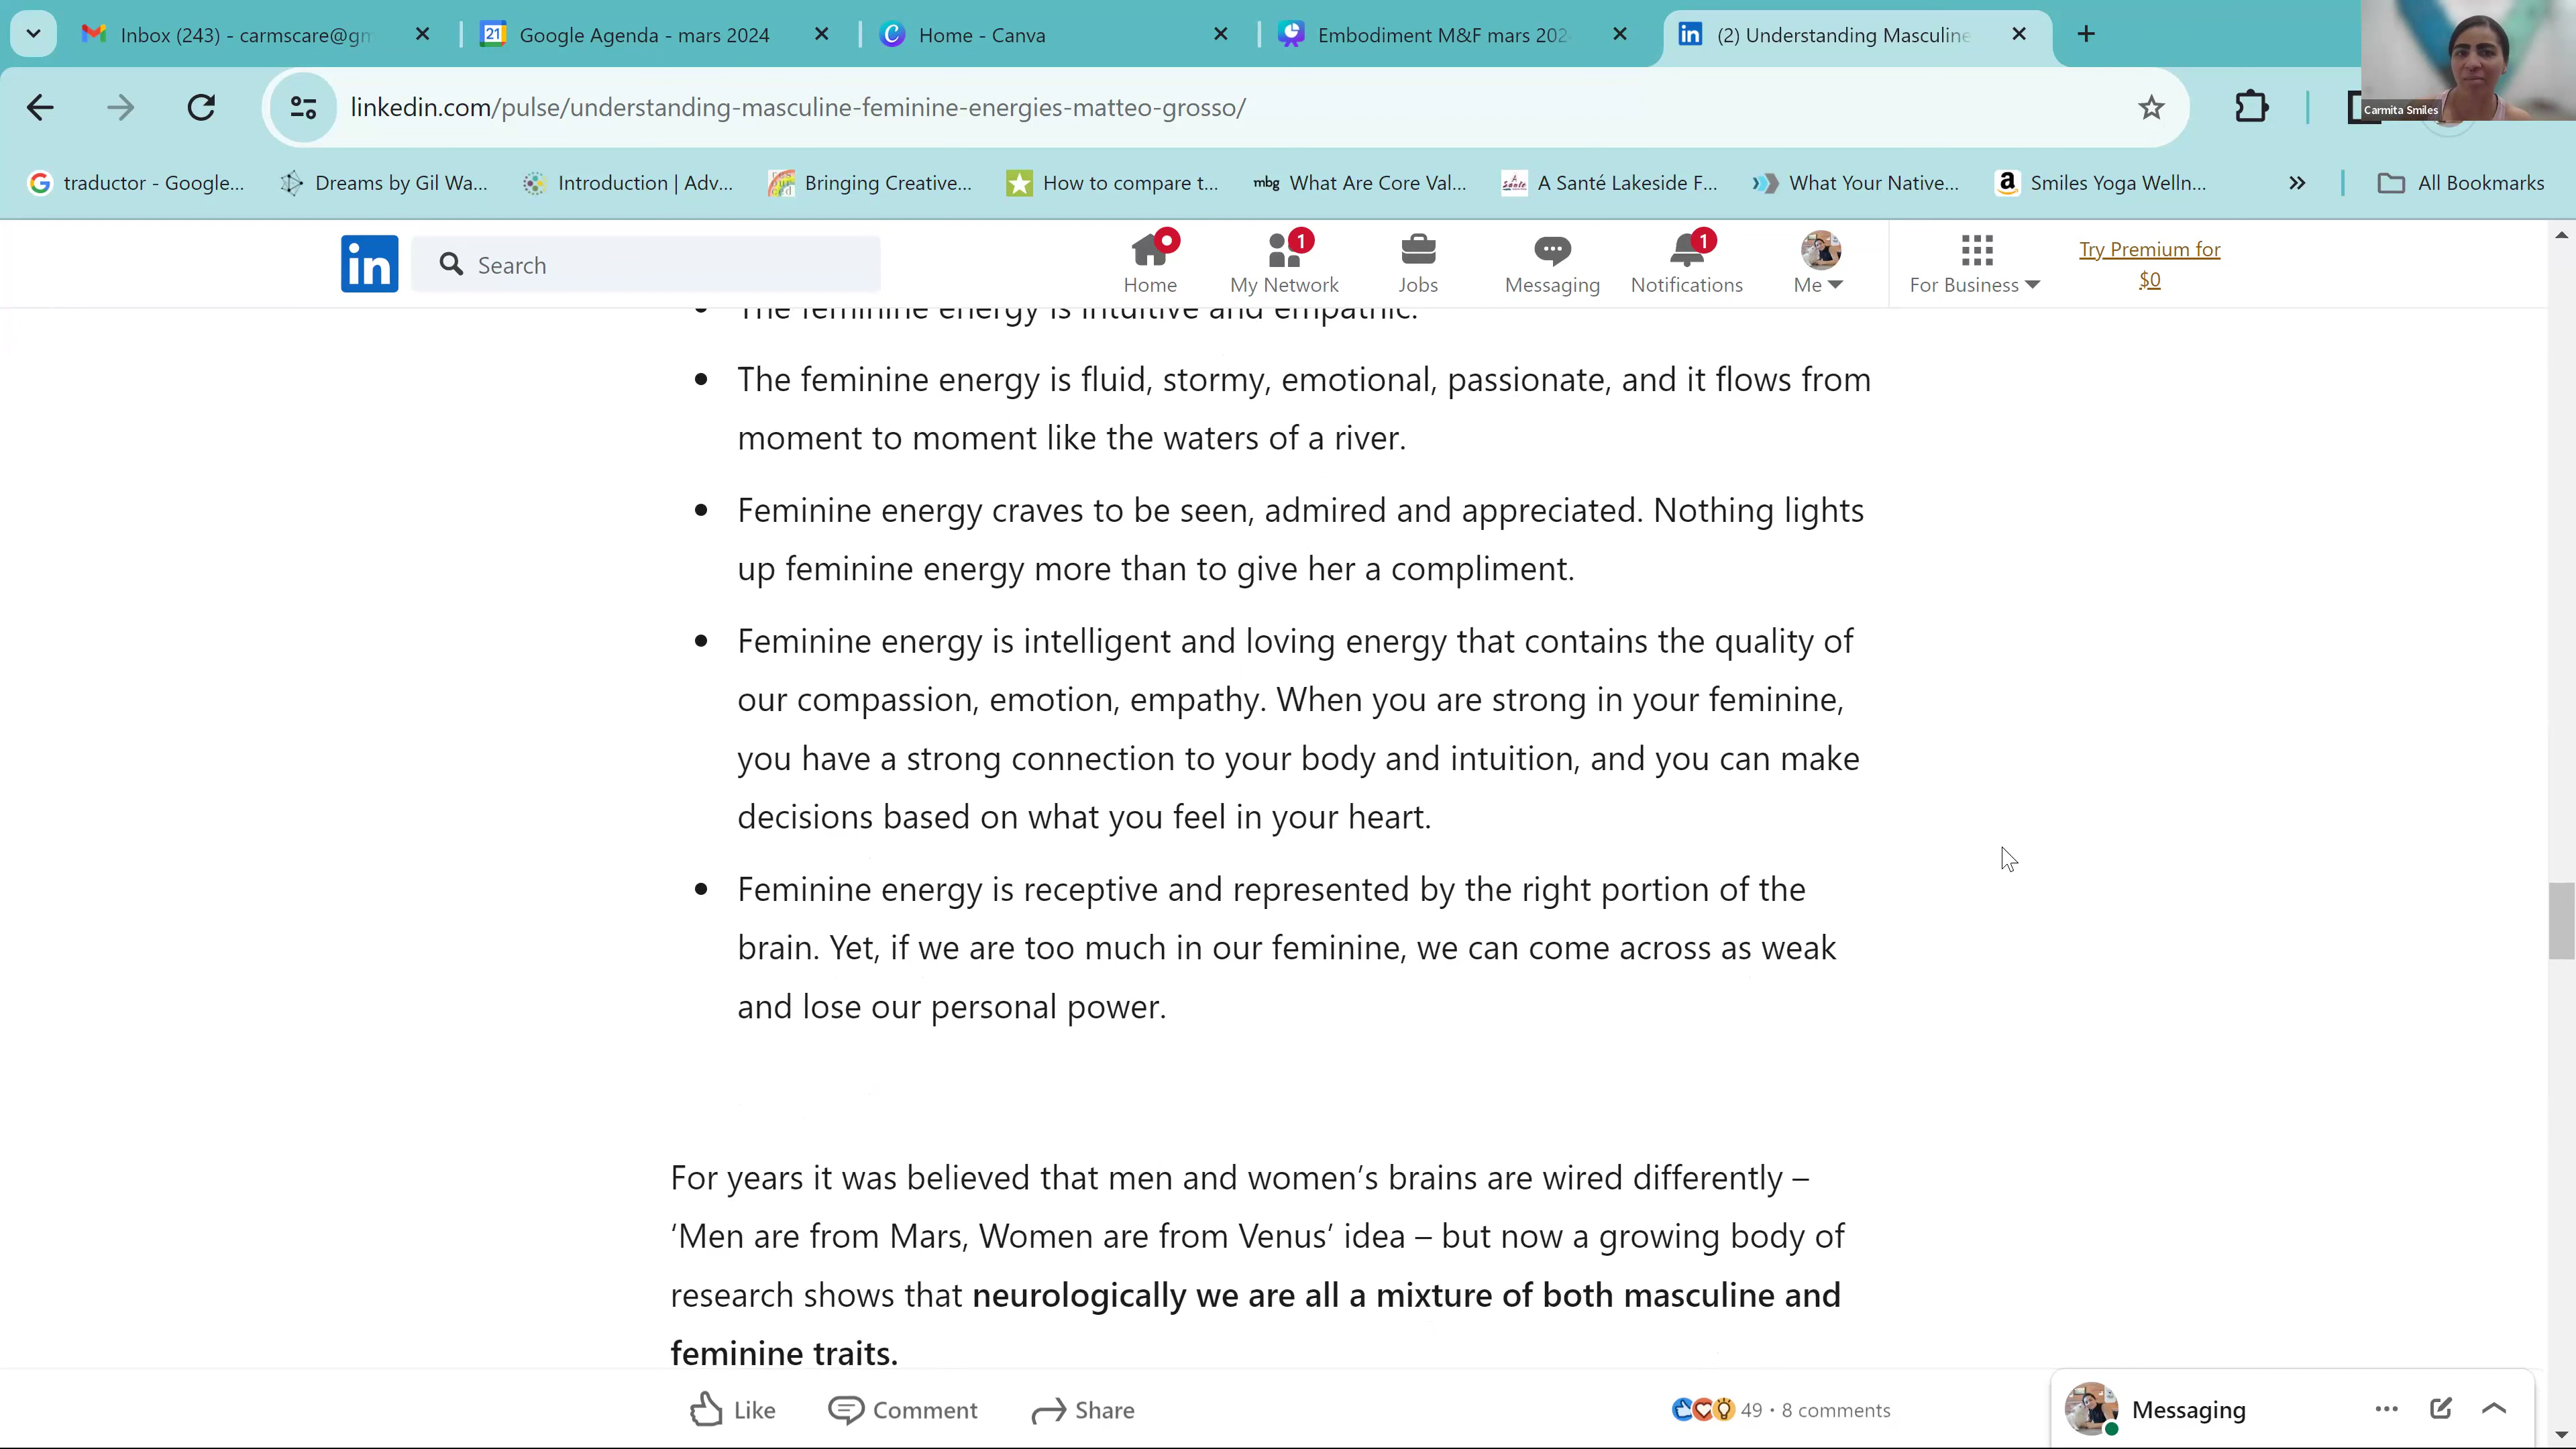 Inbox (243) - carmscare@gm
Google Agenda - mars 2024
Home - Canva
Embodiment M&F mars 202
(2) Understanding Masculine
linkedin.com/pulse/understanding-masculine-feminine-energies-matteo-grosso/
Carmita Smiles
traductor - Google...
Dreams by Gil Wa...
Introduction | Adv...
Bringing Creative...
How to compare t...
mbg What Are Core Val...
A Santé Lakeside F...
What Your Native...
Smiles Yoga Welln...
All Bookmarks
in
Search
Home
1
My Network
Jobs
Messaging
1
Notifications
Me
For Business
Try Premium for
$0
The feminine energy is intuitive and empathic.
• The feminine energy is fluid, stormy, emotional, passionate, and it flows from
moment to moment like the waters of a river.
• Feminine energy craves to be seen, admired and appreciated. Nothing lights
up feminine energy more than to give her a compliment.
• Feminine energy is intelligent and loving energy that contains the quality of
our compassion, emotion, empathy. When you are strong in your feminine,
you have a strong connection to your body and intuition, and you can make
decisions based on what you feel in your heart.
• Feminine energy is receptive and represented by the right portion of the
brain. Yet, if we are too much in our feminine, we can come across as weak
and lose our personal power.
For years it was believed that men and women’s brains are wired differently –
‘Men are from Mars, Women are from Venus’ idea – but now a growing body of
research shows that neurologically we are all a mixture of both masculine and
feminine traits.
Like
Comment
Share
49 • 8 comments
Messaging